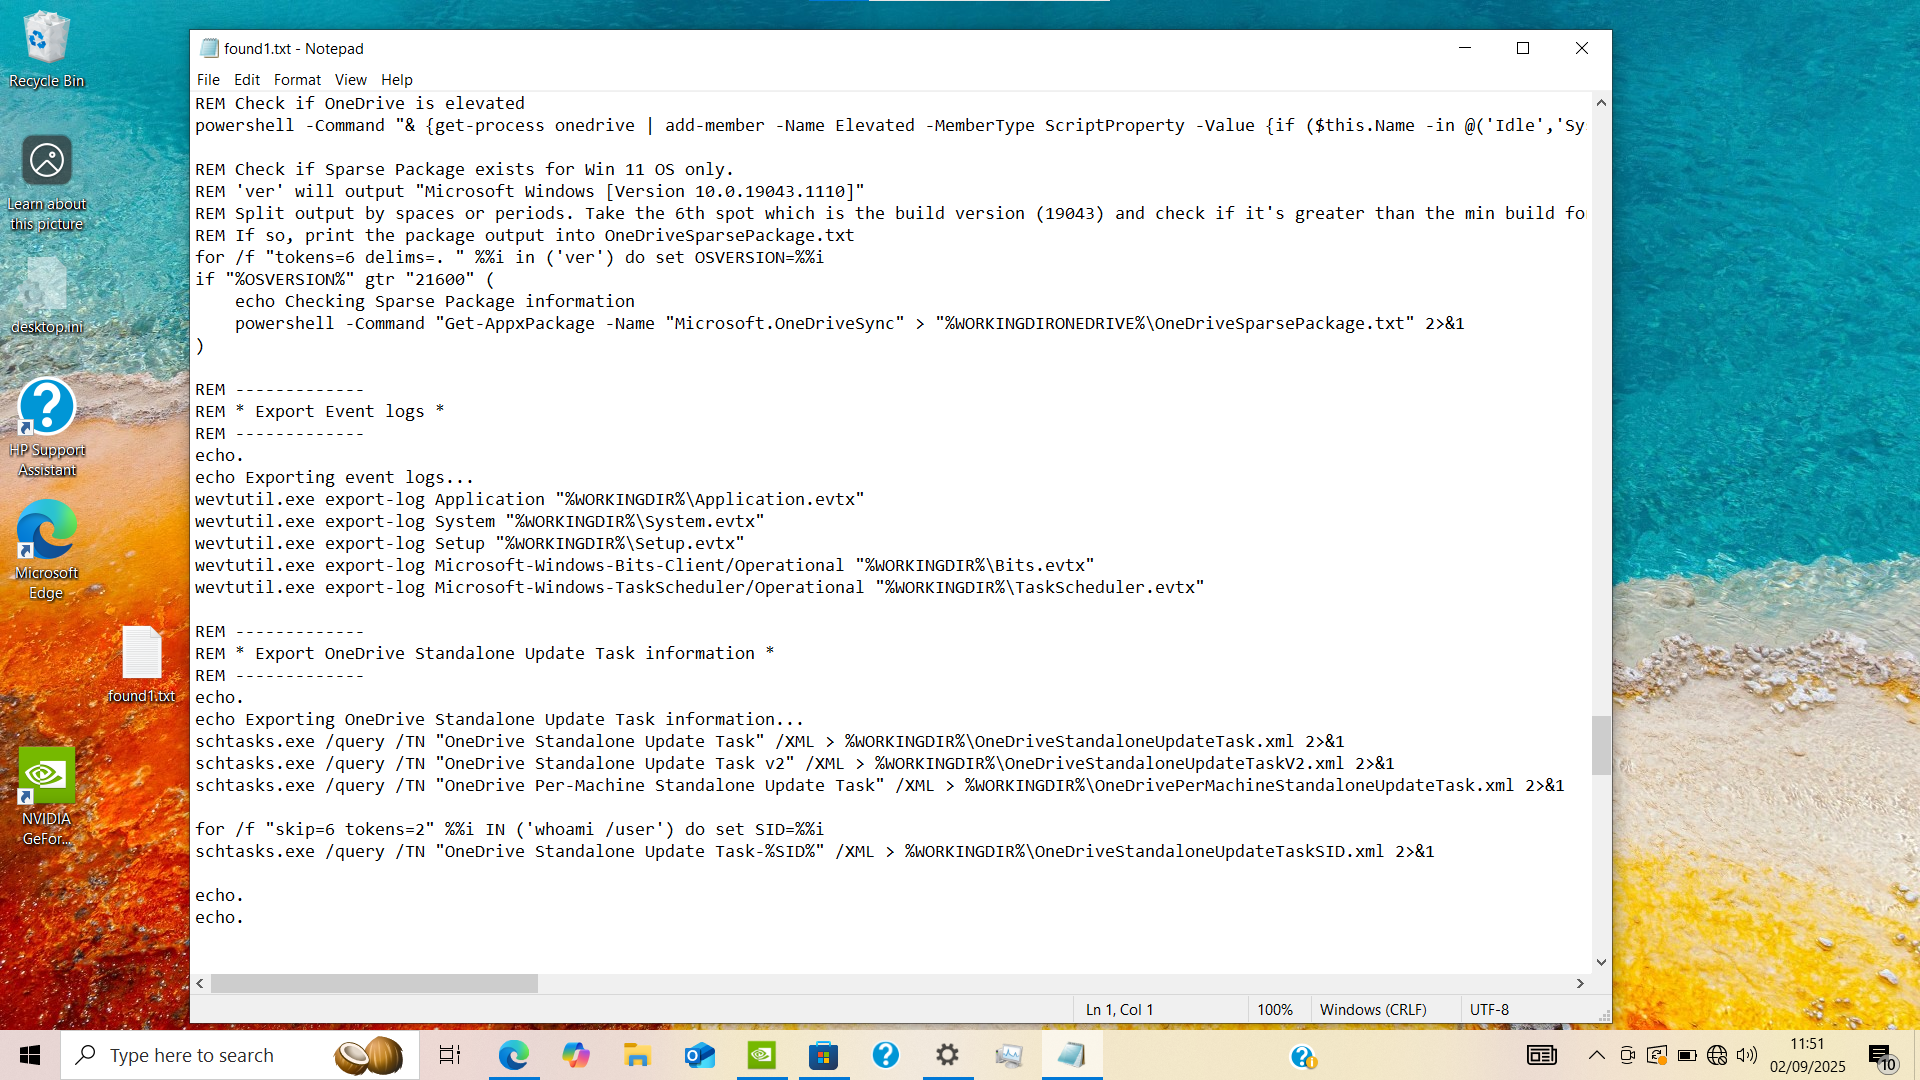 Recycle Bin
Learn about
this picture
desktop.ini
HP Support
Assistant
Microsoft
Edge
found1.txt
NVIDIA
GeFor...
found1.txt - Notepad
File Edit Format View Help
REM Check if OneDrive is elevated
powershell -Command "& {get-process onedrive | add-member -Name Elevated -MemberType ScriptProperty -Value {if ($this.Name -in @('Idle','Sy

REM Check if Sparse Package exists for Win 11 OS only.
REM 'ver' will output "Microsoft Windows [Version 10.0.19043.1110]"
REM Split output by spaces or periods. Take the 6th spot which is the build version (19043) and check if it's greater than the min build fo
REM If so, print the package output into OneDriveSparsePackage.txt
for /f "tokens=6 delims=. " %%i in ('ver') do set OSVERSION=%%i
if "%OSVERSION%" gtr "21600" (
    echo Checking Sparse Package information
    powershell -Command "Get-AppxPackage -Name "Microsoft.OneDriveSync" > "%WORKINGDIRONEDRIVE%\OneDriveSparsePackage.txt" 2>&1
)

REM -------------
REM * Export Event logs *
REM -------------
echo.
echo Exporting event logs...
wevtutil.exe export-log Application "%WORKINGDIR%\Application.evtx"
wevtutil.exe export-log System "%WORKINGDIR%\System.evtx"
wevtutil.exe export-log Setup "%WORKINGDIR%\Setup.evtx"
wevtutil.exe export-log Microsoft-Windows-Bits-Client/Operational "%WORKINGDIR%\Bits.evtx"
wevtutil.exe export-log Microsoft-Windows-TaskScheduler/Operational "%WORKINGDIR%\TaskScheduler.evtx"

REM -------------
REM * Export OneDrive Standalone Update Task information *
REM -------------
echo.
echo Exporting OneDrive Standalone Update Task information...
schtasks.exe /query /TN "OneDrive Standalone Update Task" /XML > %WORKINGDIR%\OneDriveStandaloneUpdateTask.xml 2>&1
schtasks.exe /query /TN "OneDrive Standalone Update Task v2" /XML > %WORKINGDIR%\OneDriveStandaloneUpdateTaskV2.xml 2>&1
schtasks.exe /query /TN "OneDrive Per-Machine Standalone Update Task" /XML > %WORKINGDIR%\OneDrivePerMachineStandaloneUpdateTask.xml 2>&1

for /f "skip=6 tokens=2" %%i IN ('whoami /user') do set SID=%%i
schtasks.exe /query /TN "OneDrive Standalone Update Task-%SID%" /XML > %WORKINGDIR%\OneDriveStandaloneUpdateTaskSID.xml 2>&1

echo.
echo.
Ln 1, Col 1 100% Windows (CRLF) UTF-8
Type here to search
11:51
02/09/2025
10